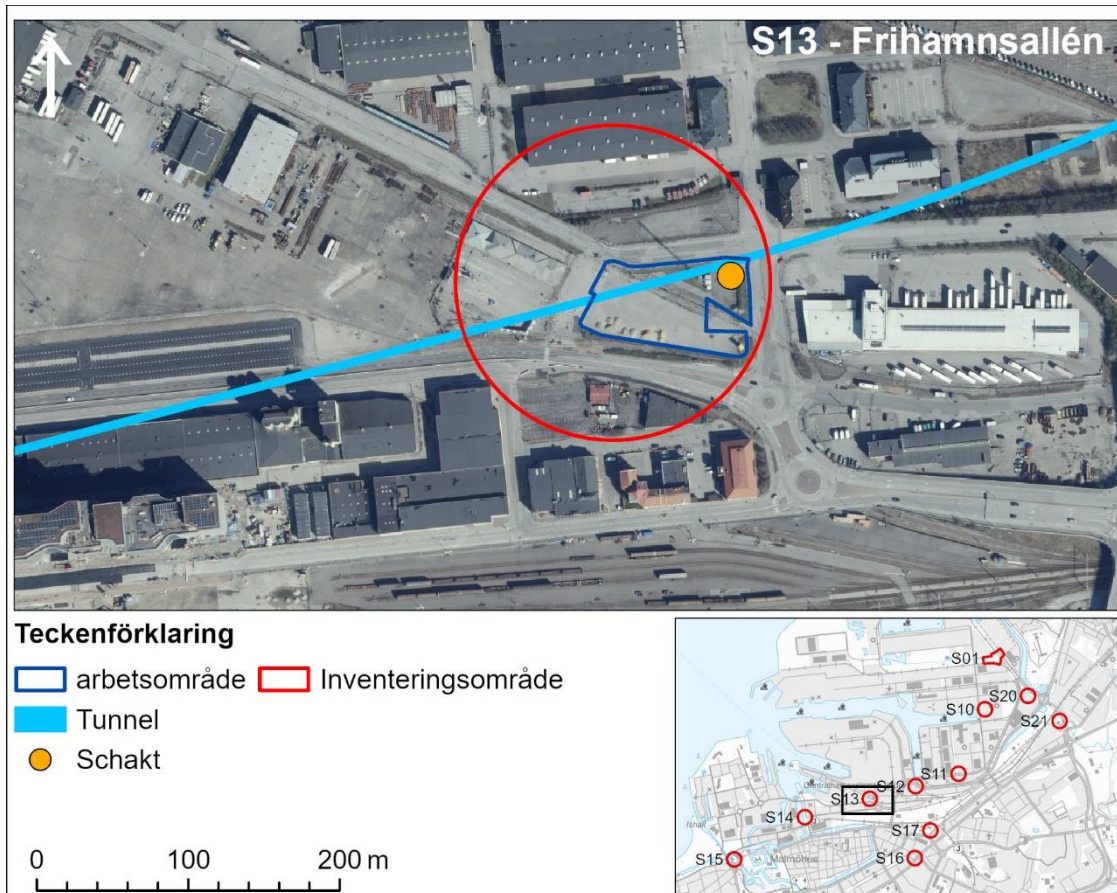 S13 - Frihamnsallén
Teckenförklaring
arbetsområde Inventeringsområde
Tunnel
Schakt
0 100 200 m
S01
S20
S10
S21
S11
S12
S13
S14
S17
S16
S15
Malmöhus